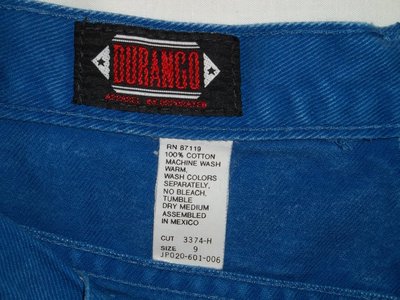 DURANGO
APPAREL INCORPORATED
RN 87119
100% COTTON
MACHINE WASH
WARM.
WASH COLORS
SEPARATELY.
NO BLEACH.
TUMBLE
DRY MEDIUM
ASSEMBLED
IN MEXICO
CUT 3374-H
SIZE 9
JP020-601-006